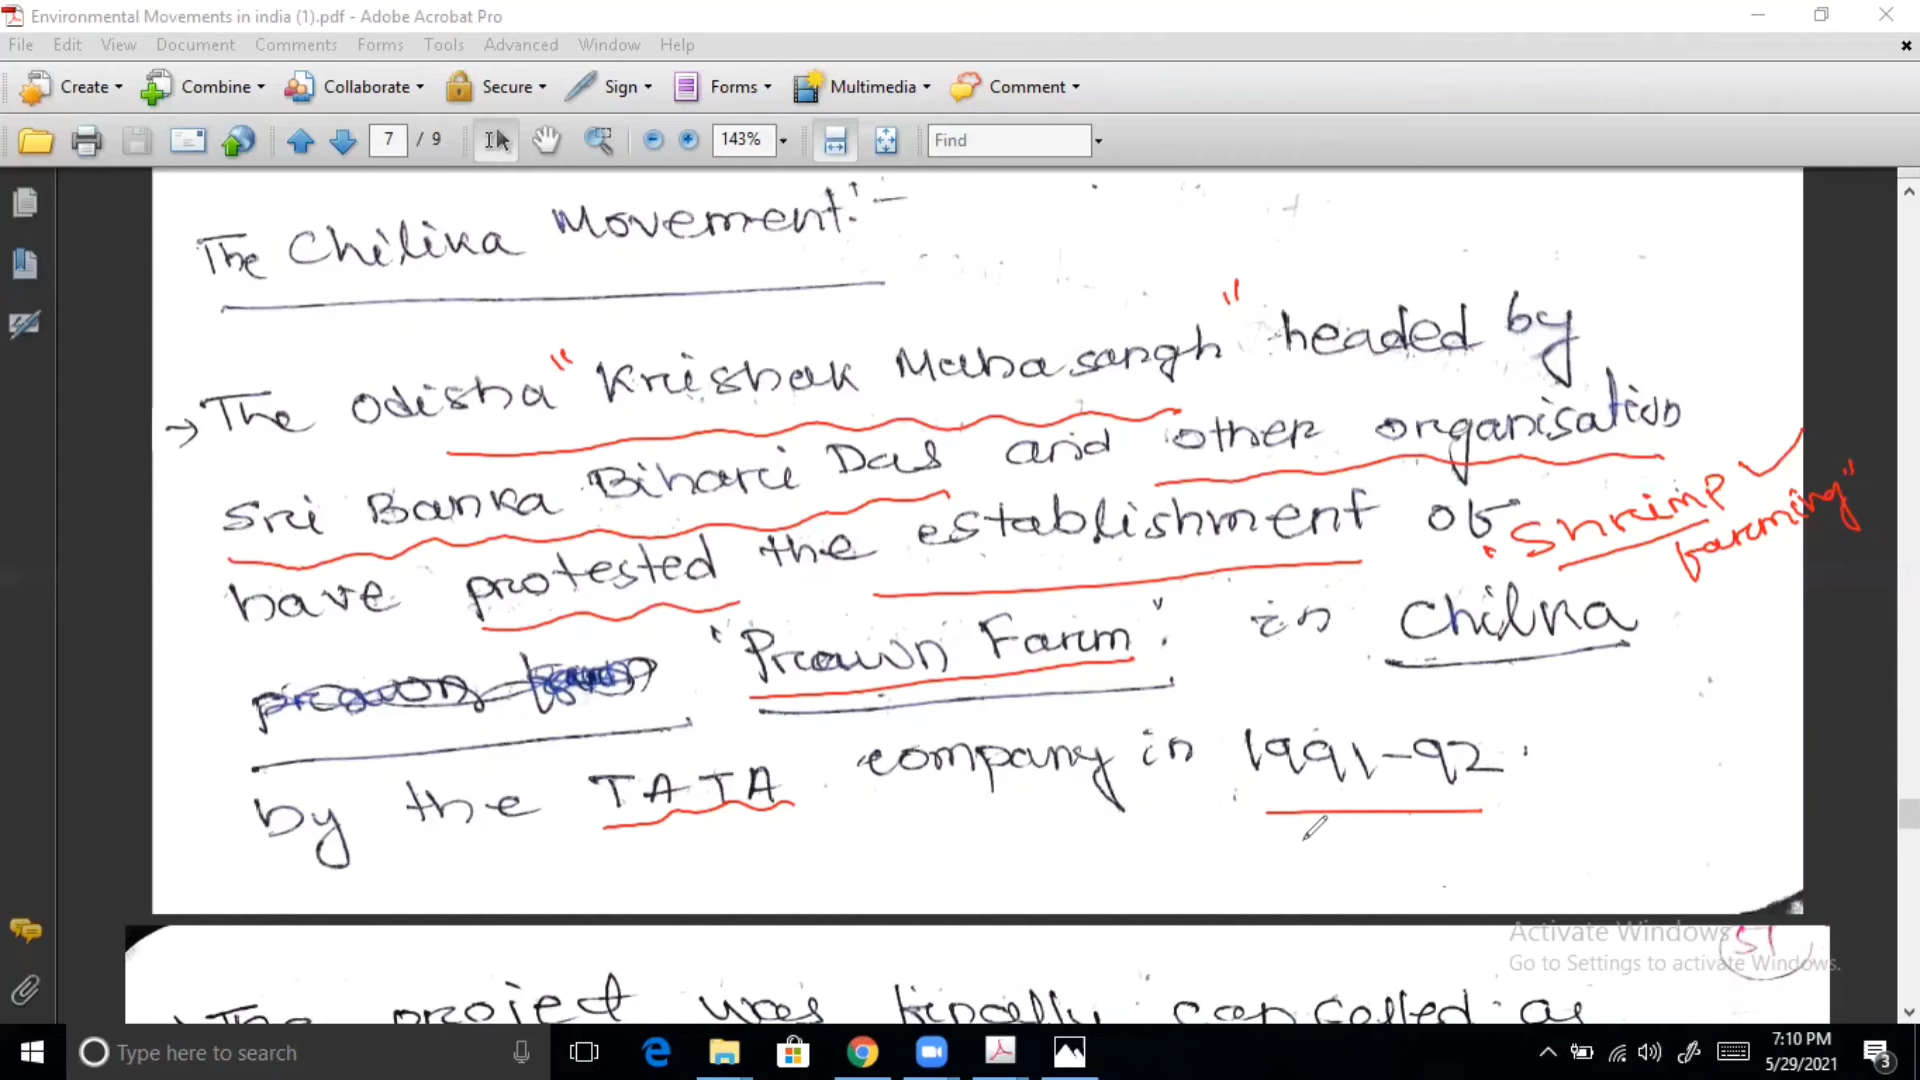 Environmental Movements in india (1).pdf - Adobe Acrobat Pro
File Edit View Document Comments Forms Tools Advanced Window Help
Create Combine Collaborate Secure Sign Forms Multimedia Comment
7 / 9 143% Find
The Chilika Movement:-
→ The Odisha "Krishak Mahasangh" headed by
Sri Banka Bihari Das and other organisation
have protested the establishment of "Shrimp
farming"
"Prawn Farm" in Chilka
by the TATA company in 1991-92.
51
The project was finally cancelled as
Activate Windows
Go to Settings to activate Windows.
Type here to search
7:10 PM
5/29/2021
3